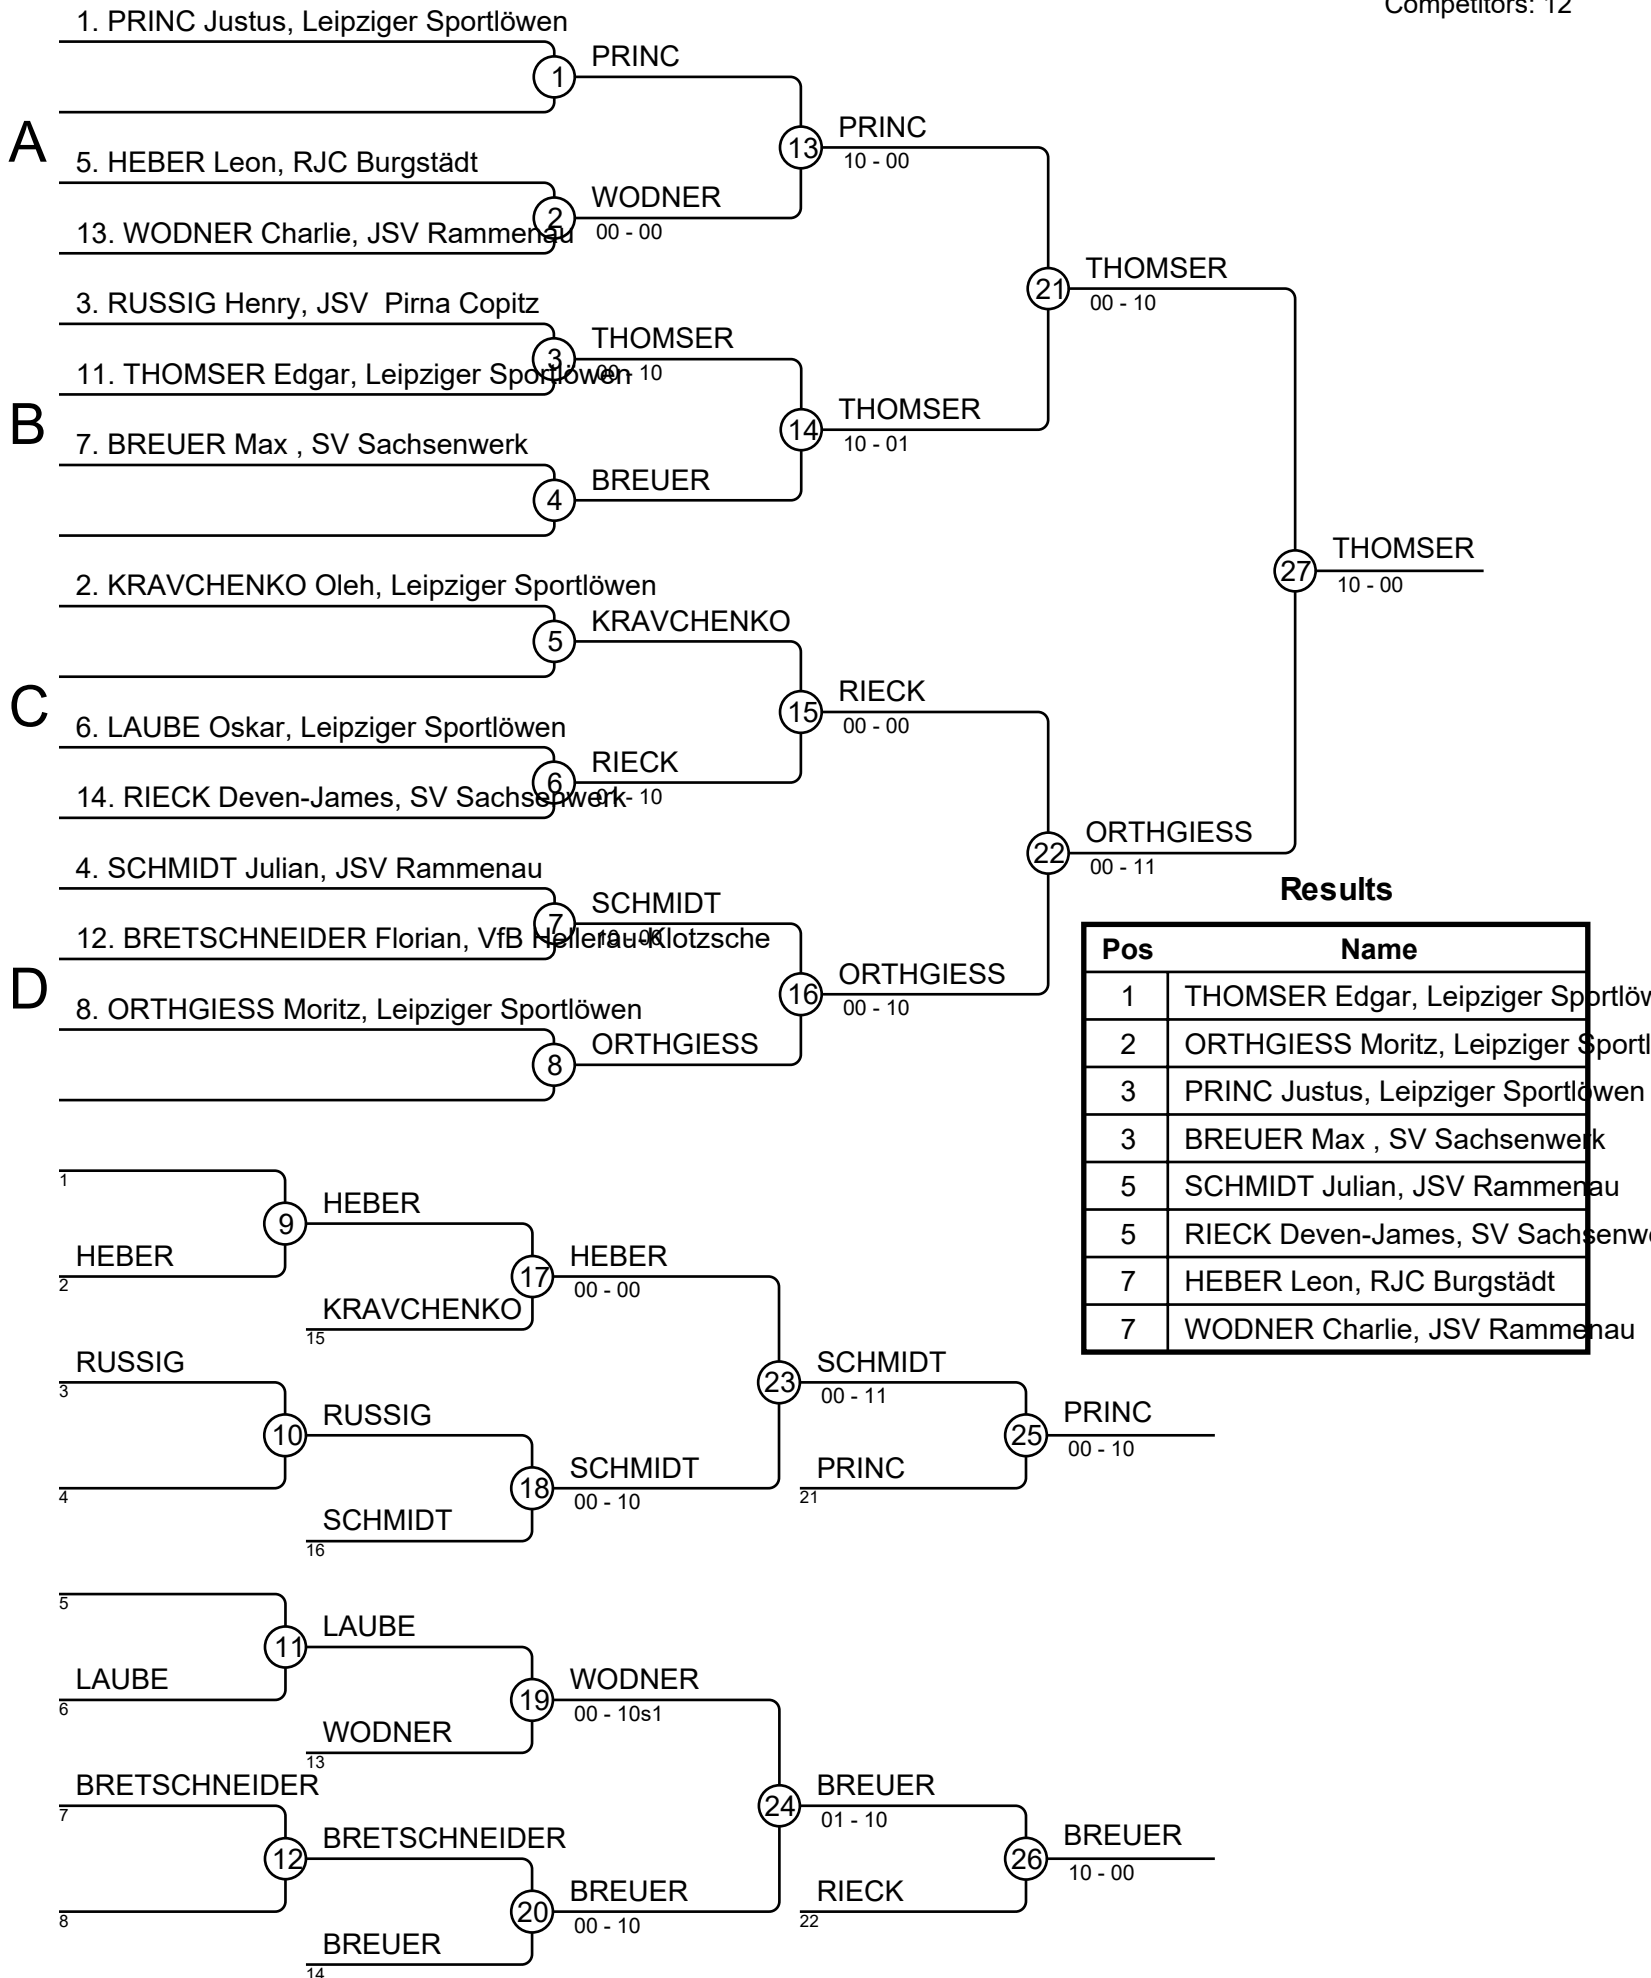 Competitors: 12
1. PRINC Justus, Leipziger Sportlöwen
1
PRINC
A
13
PRINC
10 - 00
5. HEBER Leon, RJC Burgstädt
2
WODNER
00 - 00
13. WODNER Charlie, JSV Rammenau
21
THOMSER
00 - 10
3. RUSSIG Henry, JSV  Pirna Copitz
3
THOMSER
00 - 10
11. THOMSER Edgar, Leipziger Sportlöwen
B
14
THOMSER
10 - 01
7. BREUER Max , SV Sachsenwerk
4
BREUER
27
THOMSER
10 - 00
2. KRAVCHENKO Oleh, Leipziger Sportlöwen
5
KRAVCHENKO
C
15
RIECK
00 - 00
6. LAUBE Oskar, Leipziger Sportlöwen
6
RIECK
01 - 10
14. RIECK Deven-James, SV Sachsenwerk
22
ORTHGIESS
00 - 11
4. SCHMIDT Julian, JSV Rammenau
7
SCHMIDT
10 - 00
12. BRETSCHNEIDER Florian, VfB Hellerau-Klotzsche
D
16
ORTHGIESS
00 - 10
8. ORTHGIESS Moritz, Leipziger Sportlöwen
8
ORTHGIESS
Results
Pos Name
1 THOMSER Edgar, Leipziger
2 ORTHGIESS Moritz, Leipziger
3 PRINC Justus, Leipziger Sportlöwen
3 BREUER Max , SV Sachsenwerk
5 SCHMIDT Julian, JSV Rammenau
5 RIECK Deven-James, SV
7 HEBER Leon, RJC Burgstädt
7 WODNER Charlie, JSV Rammenau
1
9
HEBER
HEBER
2
17
HEBER
00 - 00
KRAVCHENKO
15
RUSSIG
3
10
RUSSIG
4
18
SCHMIDT
00 - 10
SCHMIDT
16
23
SCHMIDT
00 - 11
PRINC
21
25
PRINC
00 - 10
5
11
LAUBE
LAUBE
6
19
WODNER
00 - 10s1
WODNER
13
BRETSCHNEIDER
7
12
BRETSCHNEIDER
8
20
BREUER
00 - 10
BREUER
14
24
BREUER
01 - 10
RIECK
22
26
BREUER
10 - 00